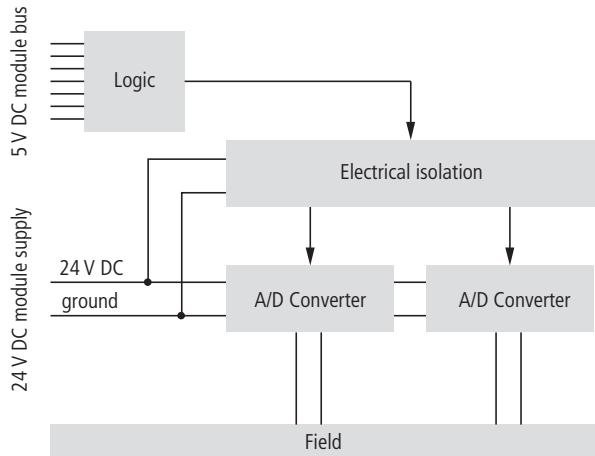 5 V DC module bus
Logic
Electrical isolation
24 V DC module supply
24 V DC
ground
A/D Converter
A/D Converter
Field